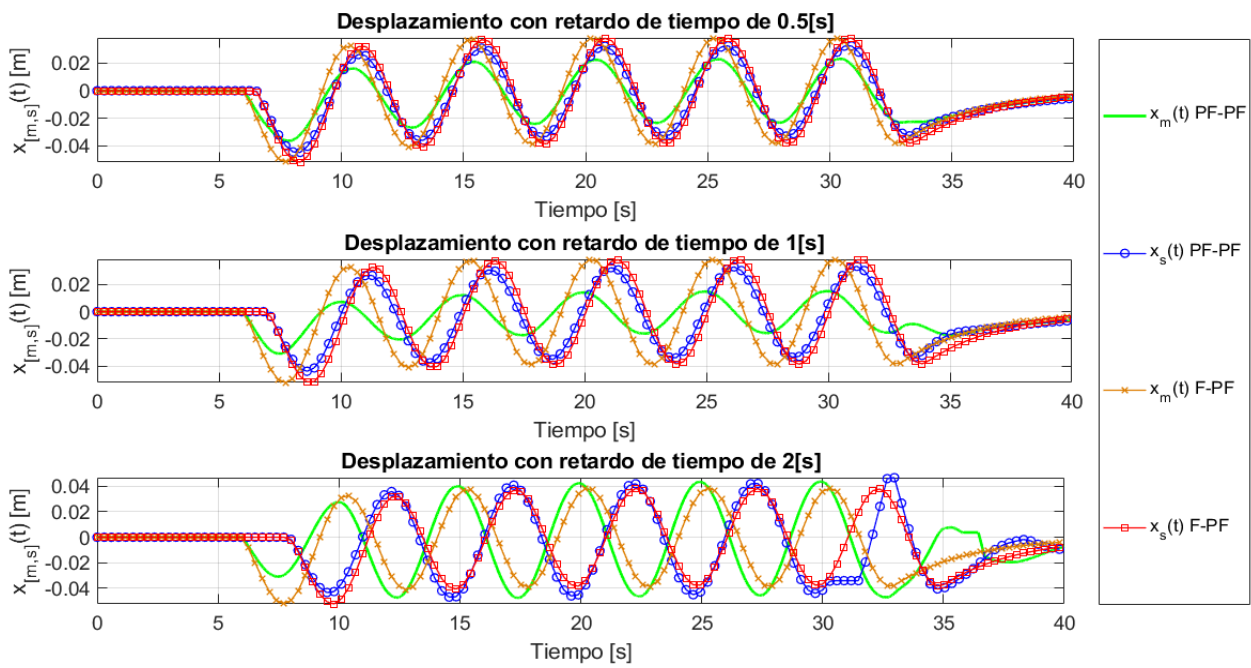 Desplazamiento con retardo de tiempo de 0.5[s]
x[m,s](t) [m]
0.02
0
-0.02
-0.04
0 5 10 15 20 25 30 35 40
Tiempo [s]
Desplazamiento con retardo de tiempo de 1[s]
x[m,s](t) [m]
0.02
0
-0.02
-0.04
0 5 10 15 20 25 30 35 40
Tiempo [s]
Desplazamiento con retardo de tiempo de 2[s]
x[m,s](t) [m]
0.04
0.02
0
-0.02
-0.04
0 5 10 15 20 25 30 35 40
Tiempo [s]
xm(t) PF-PF
xs(t) PF-PF
xm(t) F-PF
xs(t) F-PF